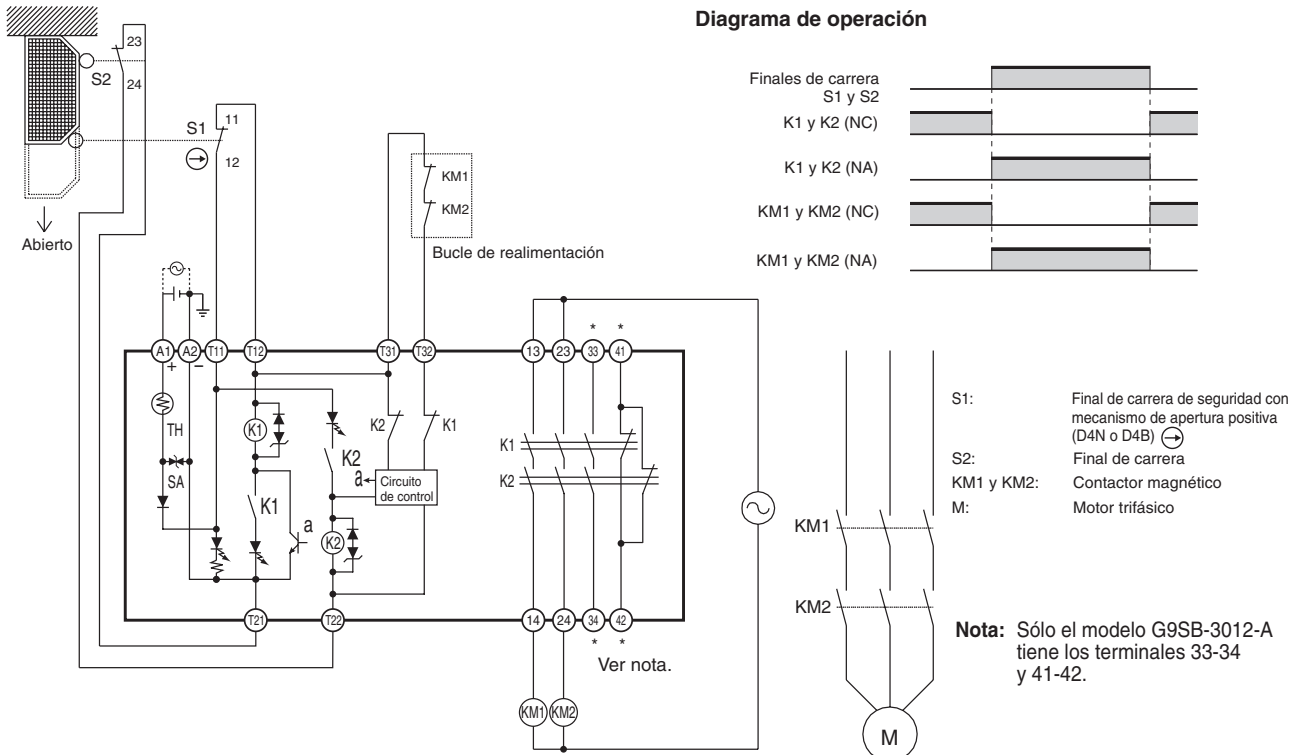 Diagrama de operación
Finales de carrera
S1 y S2
K1 y K2 (NC)
K1 y K2 (NA)
KM1 y KM2 (NC)
KM1 y KM2 (NA)
23
S2
24
S1
11
12
Abierto
KM1
KM2
Bucle de realimentación
A1
A2
T11
T12
T31
T32
13
23
33
41
* *
+ −
TH
SA
K1
K1
a
K2
K2
K2
K1
a
Circuito
de control
K1
K2
T21
T22
14
24
34
42
* *
Ver nota.
KM1
KM2
KM1
KM2
M
S1: Final de carrera de seguridad con
mecanismo de apertura positiva
(D4N o D4B)
S2: Final de carrera
KM1 y KM2: Contactor magnético
M: Motor trifásico
Nota: Sólo el modelo G9SB-3012-A
tiene los terminales 33-34
y 41-42.